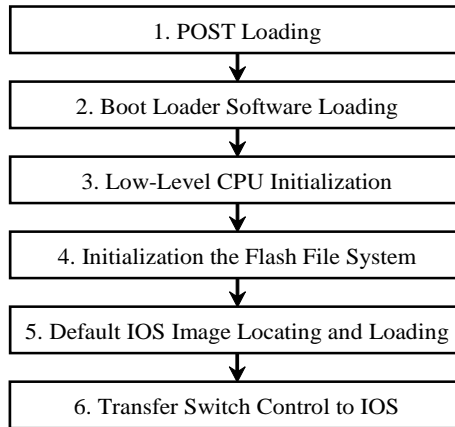 1. POST Loading
2. Boot Loader Software Loading
3. Low-Level CPU Initialization
4. Initialization the Flash File System
5. Default IOS Image Locating and Loading
6. Transfer Switch Control to IOS